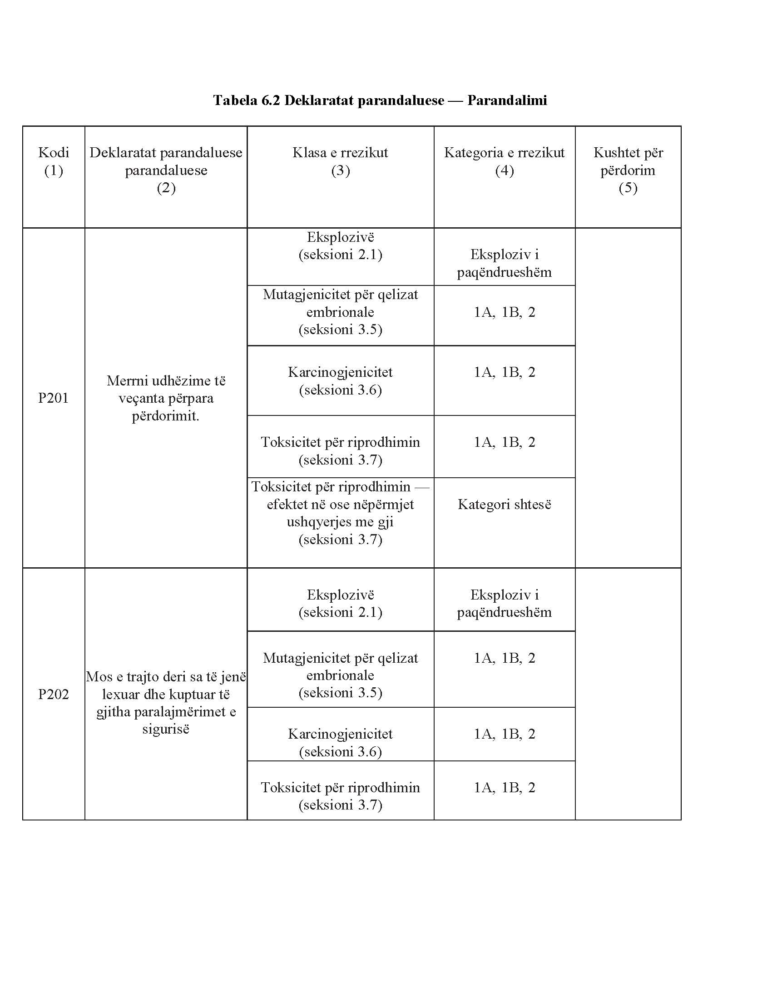 Tabela 6.2 Deklaratat parandaluese — Parandalimi
Kodi
(1)
Deklaratat parandaluese
parandaluese
(2)
Klasa e rrezikut
(3)
Kategoria e rrezikut
(4)
Kushtet për
përdorim
(5)
P201
Merrni udhëzime të
veçanta përpara
përdorimit.
Eksplozivë
(seksioni 2.1)
Eksploziv i
paqëndrueshëm
Mutagjenicitet për qelizat
embrionale
(seksioni 3.5)
1A, 1B, 2
Karcinogjenicitet
(seksioni 3.6)
1A, 1B, 2
Toksicitet për riprodhimin
(seksioni 3.7)
1A, 1B, 2
Toksicitet për riprodhimin —
efektet në ose nëpërmjet
ushqyerjes me gji
(seksioni 3.7)
Kategori shtesë
P202
Mos e trajto deri sa të jenë
lexuar dhe kuptuar të
gjitha paralajmërimet e
sigurisë
Eksplozivë
(seksioni 2.1)
Eksploziv i
paqëndrueshëm
Mutagjenicitet për qelizat
embrionale
(seksioni 3.5)
1A, 1B, 2
Karcinogjenicitet
(seksioni 3.6)
1A, 1B, 2
Toksicitet për riprodhimin
(seksioni 3.7)
1A, 1B, 2